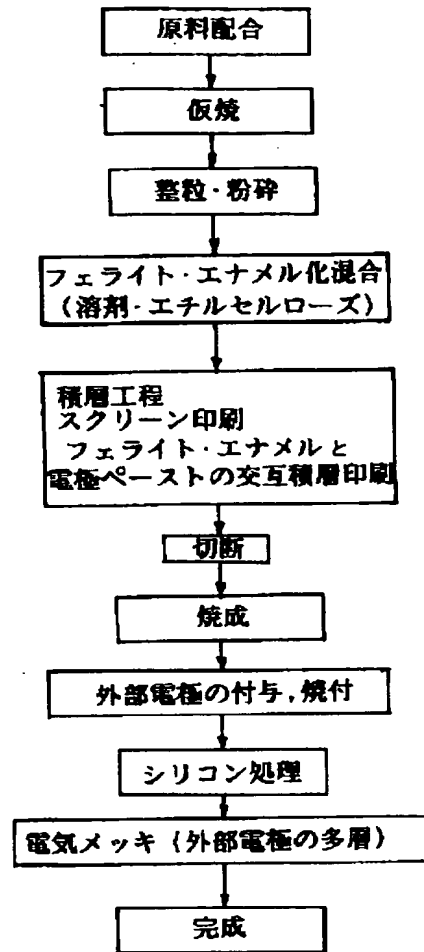 原料配合
仮焼
整粒·粉砕
フェライト·エナメル化混合
(溶剤·エチルセルローズ)
積層工程
スクリーン印刷
フェライト·エナメルと
電極ペーストの交互積層印刷
切断
焼成
外部電極の付与,焼付
シリコン処理
電気メッキ(外部電極の多層)
完成